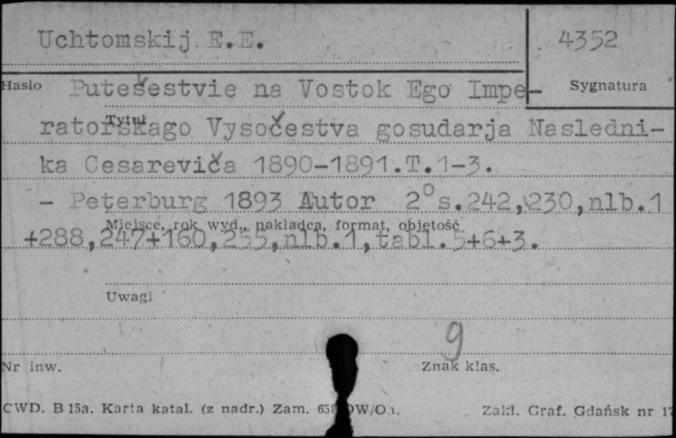 Uchtomskij E.E.
4352
Hasło
Putešestvie na Vostok Ego Impe-
Sygnatura
Tytuł
ratorskago Vysočestva gosudarja Nasledni-
ka Cesareviča 1890-1891.T.1-3.
- Peterburg 1893 Autor 2° s.242,230,nlb.1
Miejsce, rok wyd., nakładca, format, objętość
+288,247+160,255,nlb.1,tabl.5+6+3.
Uwagi
9
Nr inw.
Znak klas.
CWD. B 15a. Karta katal. (z nadr.) Zam.
Zakł. Graf. Gdańsk nr 17